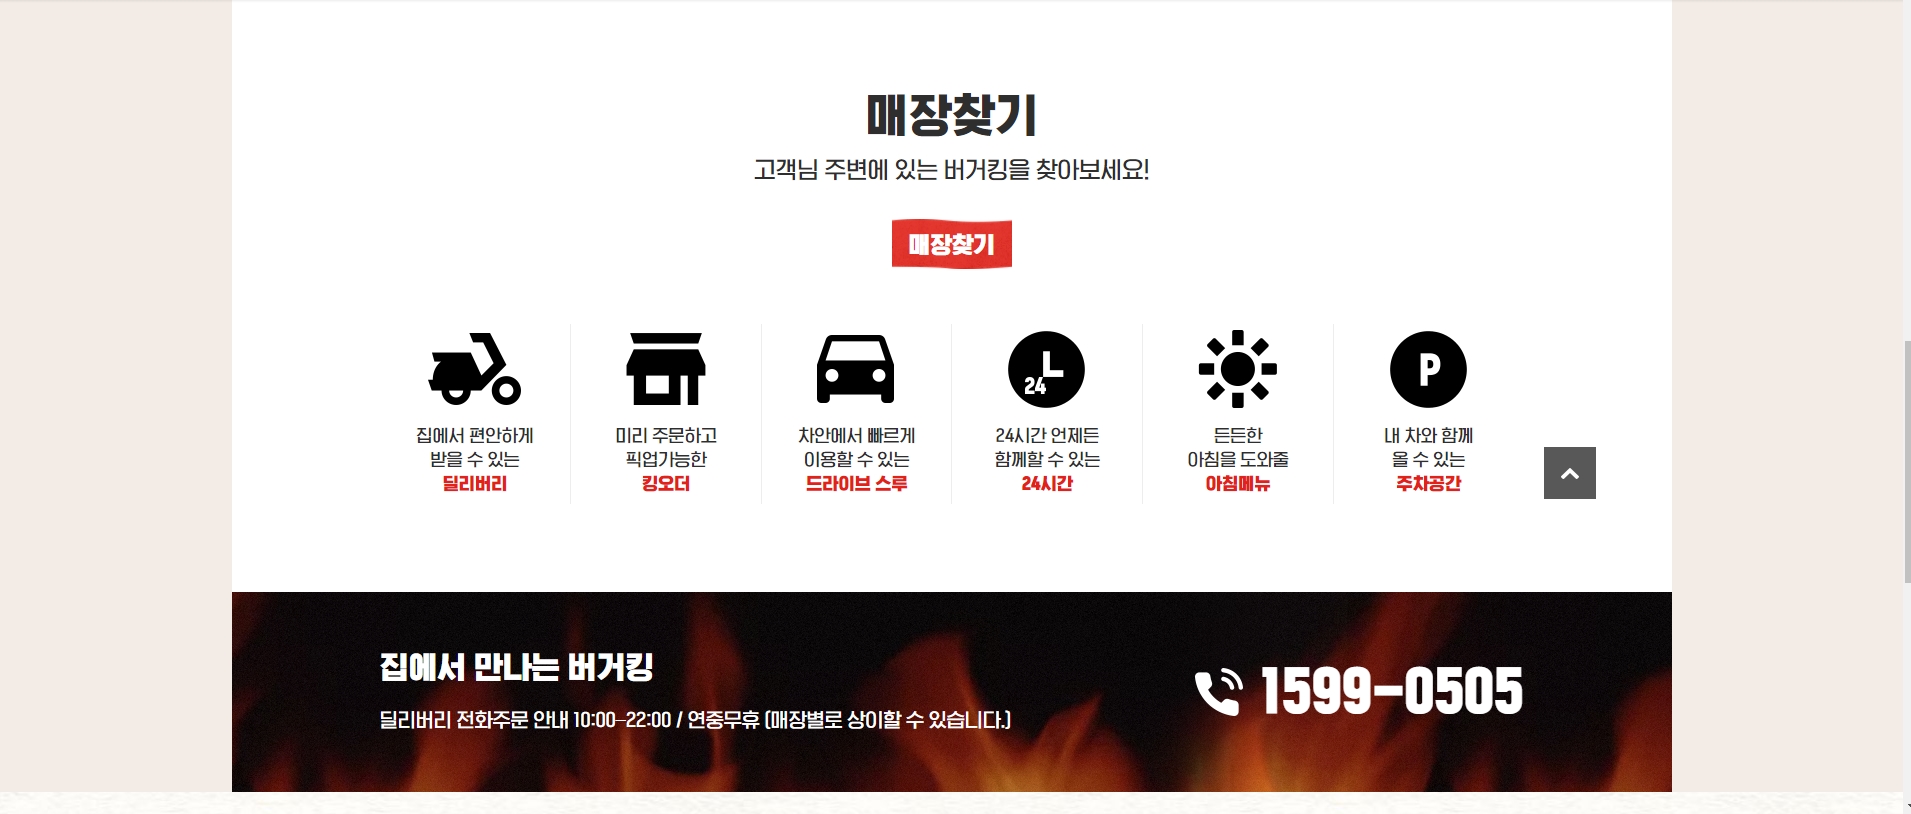 매장찾기
고객님 주변에 있는 버거킹을 찾아보세요!
매장찾기
집에서 편안하게
받을 수 있는
딜리버리
미리 주문하고
픽업가능한
킹오더
차안에서 빠르게
이용할 수 있는
드라이브 스루
24
24시간 언제든
함께할 수 있는
24시간
든든한
아침을 도와줄
아침메뉴
P
내 차와 함께
올 수 있는
주차공간
집에서 만나는 버거킹
딜리버리 전화주문 안내 10:00–22:00 / 연중무휴 (매장별로 상이할 수 있습니다.)
1599–0505